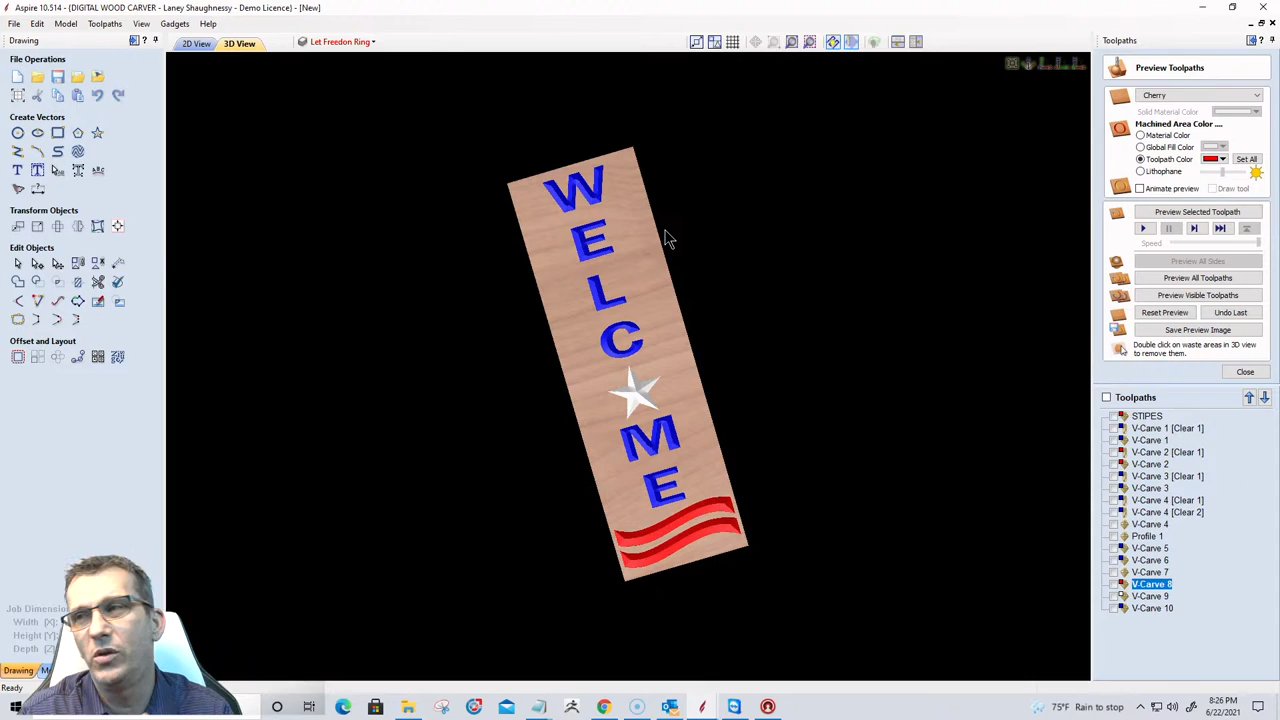 Aspire 10.514 - (DIGITAL WOOD CARVER - Laney Shaughnessy - Demo Licence) - [New]
File Edit Model Toolpaths View Gadgets Help
Drawing
2D View 3D View Let Freedon Ring
Toolpaths
File Operations
Create Vectors
Transform Objects
Edit Objects
Offset and Layout
Job Dimensions
Width (X):
Height (Y):
Depth (Z)
Drawing
Ready
W
E
L
C
M
E
Preview Toolpaths
Cherry
Solid Material Color
Machined Area Color ....
Material Color
Global Fill Color
Toolpath Color Set All
Lithophane
Animate preview Draw tool
Preview Selected Toolpath
Speed
Preview All Sides
Preview All Toolpaths
Preview Visible Toolpaths
Reset Preview Undo Last
Save Preview Image
Double click on waste areas in 3D view
to remove them.
Close
Toolpaths
STIPES
V-Carve 1 [Clear 1]
V-Carve 1
V-Carve 2 [Clear 1]
V-Carve 2
V-Carve 3 [Clear 1]
V-Carve 3
V-Carve 4 [Clear 1]
V-Carve 4 [Clear 2]
V-Carve 4
Profile 1
V-Carve 5
V-Carve 6
V-Carve 7
V-Carve 8
V-Carve 9
V-Carve 10
75°F Rain to stop
8:26 PM
6/22/2021